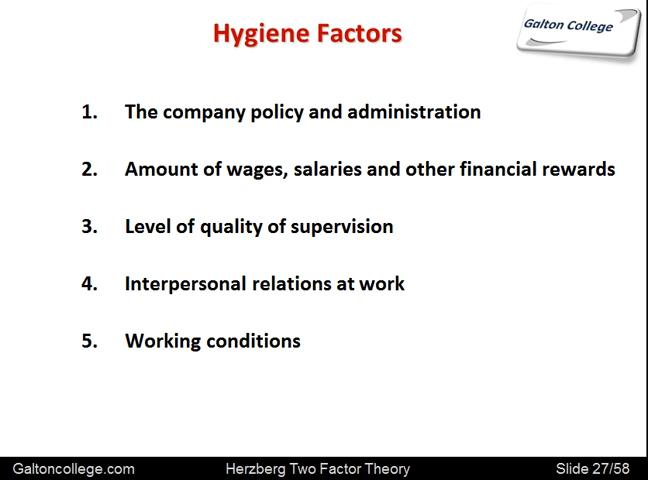 Hygiene Factors
Galton College
1. The company policy and administration
2. Amount of wages, salaries and other financial rewards
3. Level of quality of supervision
4. Interpersonal relations at work
5. Working conditions
Galtoncollege.com Herzberg Two Factor Theory Slide 27/58